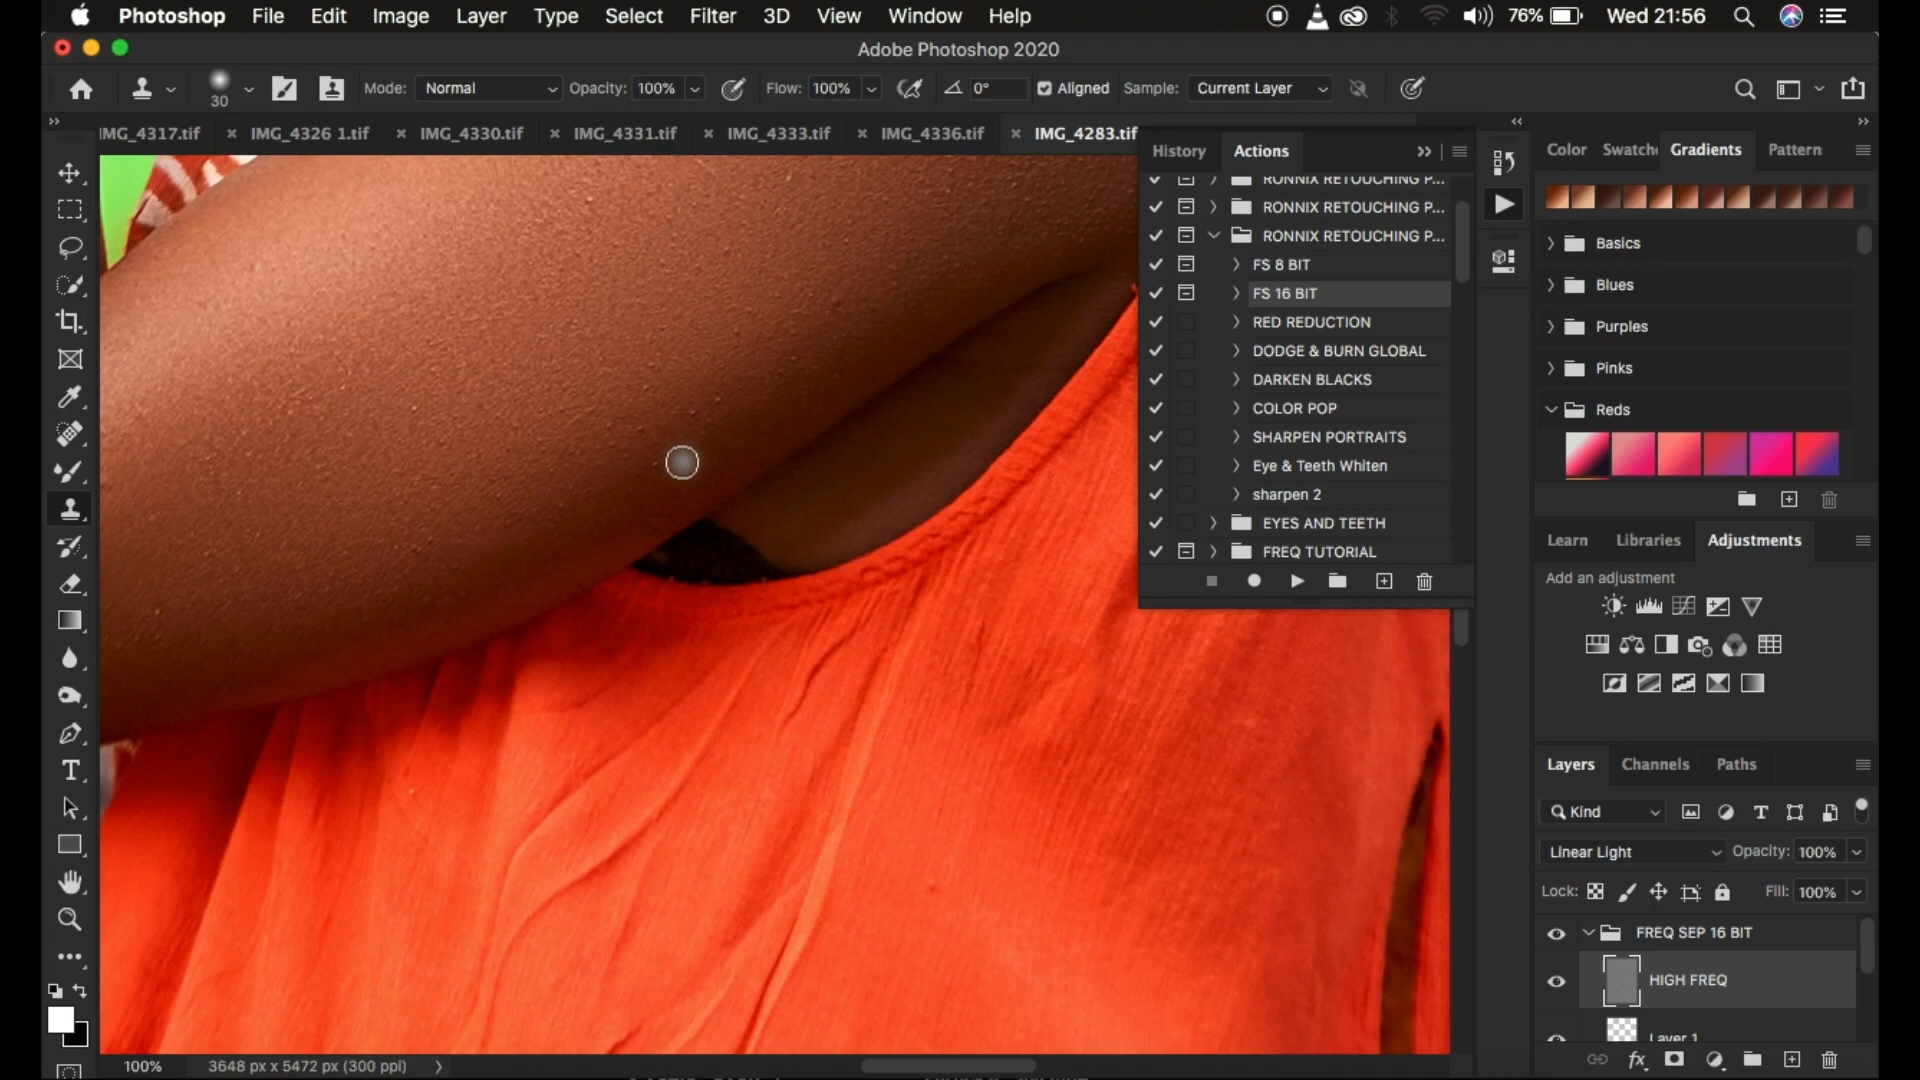 Photoshop File Edit Image Layer Type Select Filter 3D View Window Help 76% Wed 21:56
Adobe Photoshop 2020
30 Mode: Normal Opacity: 100% Flow: 100% 0° Aligned Sample: Current Layer
IMG_4317.tif × IMG_4326 1.tif × IMG_4330.tif × IMG_4331.tif × IMG_4333.tif × IMG_4336.tif × IMG_4283.tif
History Actions
RONNIX RETOUCHING P...
RONNIX RETOUCHING P...
RONNIX RETOUCHING P...
FS 8 BIT
FS 16 BIT
RED REDUCTION
DODGE & BURN GLOBAL
DARKEN BLACKS
COLOR POP
SHARPEN PORTRAITS
Eye & Teeth Whiten
sharpen 2
EYES AND TEETH
FREQ TUTORIAL
Color Swatche Gradients Pattern
Basics
Blues
Purples
Pinks
Reds
Learn Libraries Adjustments
Add an adjustment
Layers Channels Paths
Kind
Linear Light Opacity: 100%
Lock: Fill: 100%
FREQ SEP 16 BIT
HIGH FREQ
Layer 1
fx
100% 3648 px x 5472 px (300 ppi)